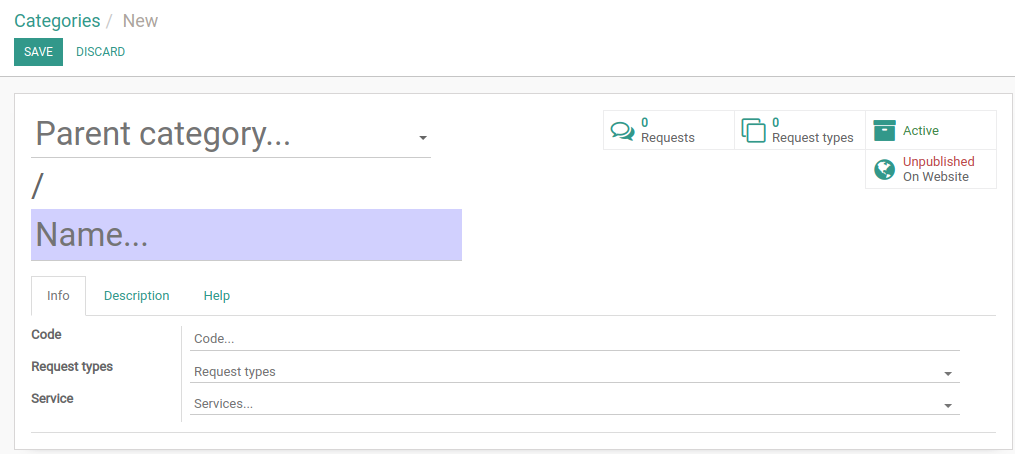 Categories / New
SAVE DISCARD
Parent category...
/
Name...
0
Requests
0
Request types
Active
Unpublished
On Website
Info Description Help
Code Code...
Request types Request types
Service Services...